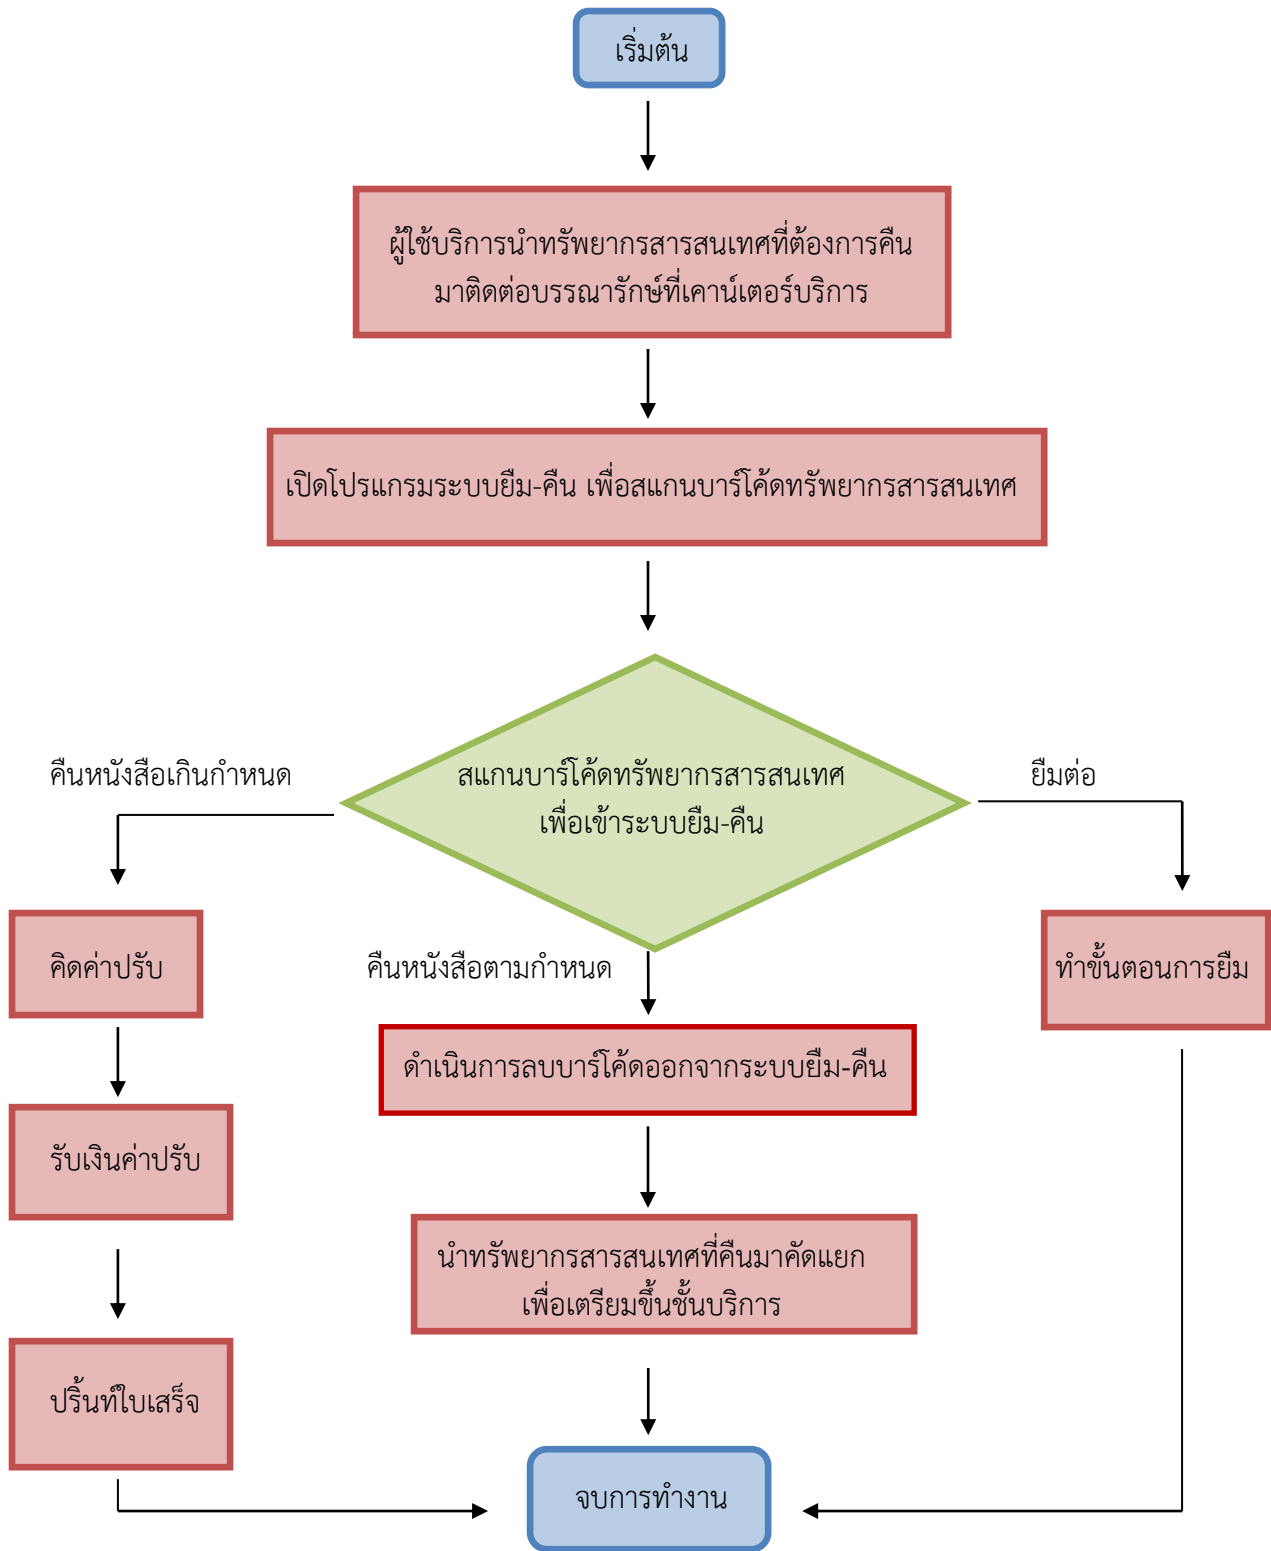 เริ่มต้น
ผู้ใช้บริการนำทรัพยากรสารสนเทศที่ต้องการคืน
มาติดต่อบรรณารักษ์ที่เคาน์เตอร์บริการ
เปิดโปรแกรมระบบยืม-คืน เพื่อสแกนบาร์โค้ดทรัพยากรสารสนเทศ
สแกนบาร์โค้ดทรัพยากรสารสนเทศ
เพื่อเข้าระบบยืม-คืน
คืนหนังสือเกินกำหนด
ยืมต่อ
คิดค่าปรับ
คืนหนังสือตามกำหนด
ทำขั้นตอนการยืม
ดำเนินการลบบาร์โค้ดออกจากระบบยืม-คืน
รับเงินค่าปรับ
นำทรัพยากรสารสนเทศที่คืนมาคัดแยก
เพื่อเตรียมขึ้นชั้นบริการ
ปริ้นท์ใบเสร็จ
จบการทำงาน